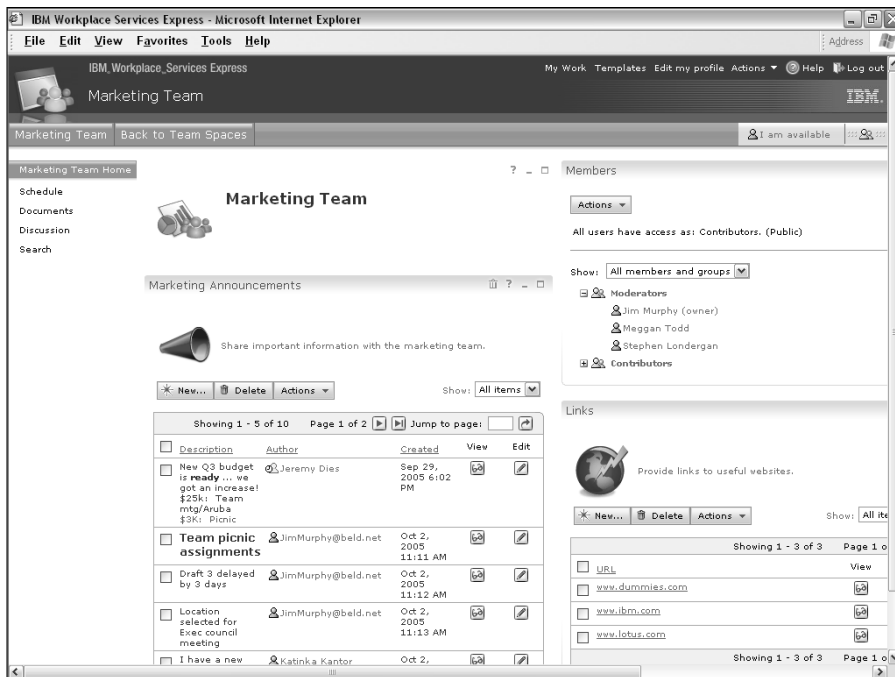 IBM Workplace Services Express - Microsoft Internet Explorer
File Edit View Favorites Tools Help
Address
IBM, Workplace, Services Express
My Work Templates Edit my profile Actions Help Log out
Marketing Team
IBM.
Marketing Team Back to Team Spaces
I am available
Marketing Team Home
Schedule
Documents
Discussion
Search
? _
Marketing Team
Marketing Announcements
? _
Share important information with the marketing team.
New... Delete Actions
Show: All items
Showing 1 - 5 of 10 Page 1 of 2 Jump to page:
Description Author Created View Edit
New Q3 budget
is ready ... we
got an increase!
$25k: Team
mtg/Aruba
$3K: Picnic
Jeremy Dies
Sep 29,
2005 6:02
PM
Team picnic
assignments
JimMurphy@beld.net
Oct 2,
2005
11:11 AM
Draft 3 delayed
by 3 days
JimMurphy@beld.net
Oct 2,
2005
11:12 AM
Location
selected for
Exec council
meeting
JimMurphy@beld.net
Oct 2,
2005
11:13 AM
I have a new
Katinka Kantor
Oct 2,
Members
Actions
All users have access as: Contributors. (Public)
Show: All members and groups
Moderators
Jim Murphy (owner)
Meggan Todd
Stephen Londergan
Contributors
Links
Provide links to useful websites.
New... Delete Actions
Show: All ite
Showing 1 - 3 of 3 Page 1 o
URL View
www.dummies.com
www.ibm.com
www.lotus.com
Showing 1 - 3 of 3 Page 1 o